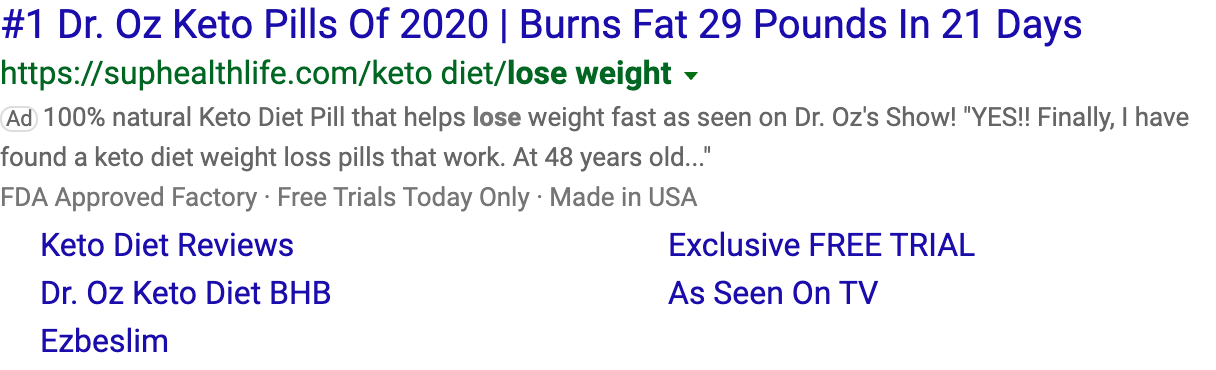 #1 Dr. Oz Keto Pills Of 2020 | Burns Fat 29 Pounds In 21 Days
https://suphealthlife.com/keto diet/lose weight
Ad 100% natural Keto Diet Pill that helps lose weight fast as seen on Dr. Oz's Show! "YES!! Finally, I have
found a keto diet weight loss pills that work. At 48 years old..."
FDA Approved Factory · Free Trials Today Only · Made in USA
Keto Diet Reviews
Exclusive FREE TRIAL
Dr. Oz Keto Diet BHB
As Seen On TV
Ezbeslim